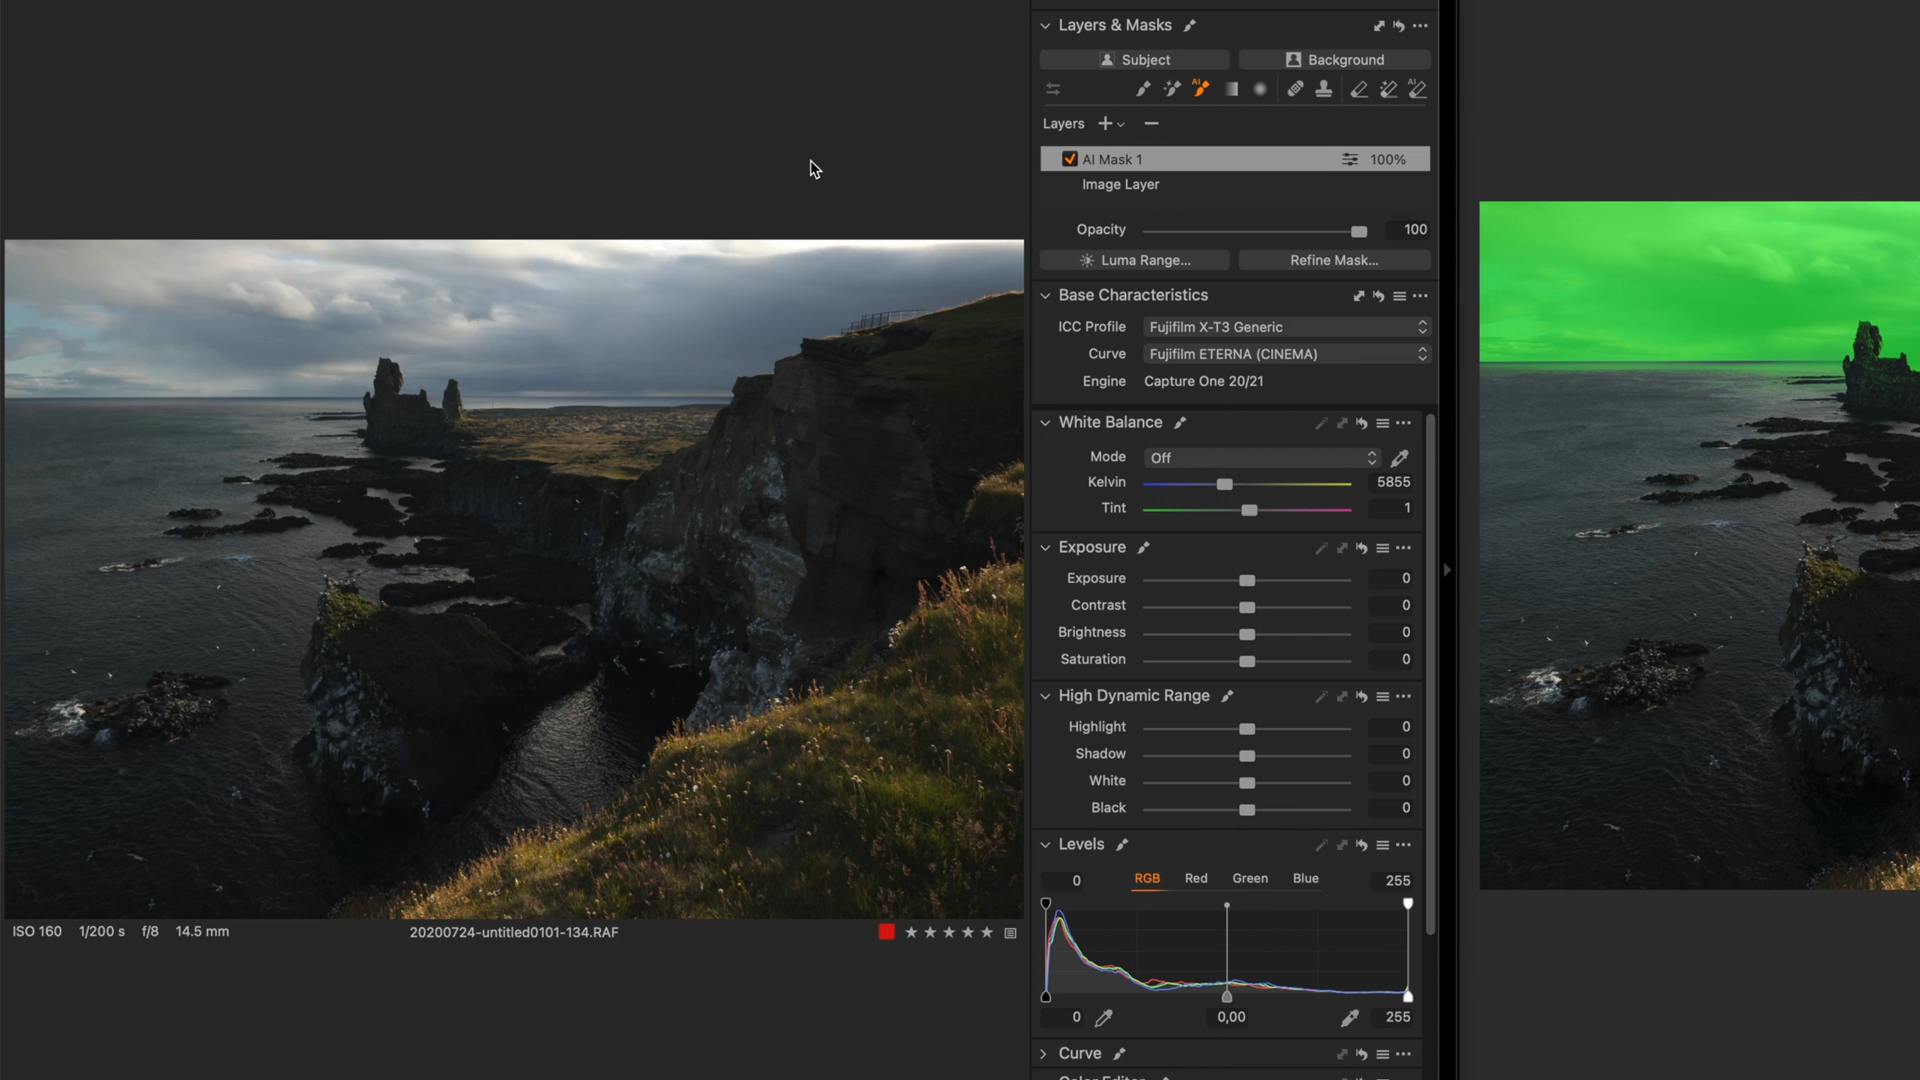 Layers & Masks
Subject
Background
AI
AI
Layers
AI Mask 1
100%
Image Layer
Opacity
100
Luma Range...
Refine Mask...
Base Characteristics
ICC Profile
Fujifilm X-T3 Generic
Curve
Fujifilm ETERNA (CINEMA)
Engine
Capture One 20/21
White Balance
Mode
Off
Kelvin
5855
Tint
1
Exposure
Exposure
0
Contrast
0
Brightness
0
Saturation
0
High Dynamic Range
Highlight
0
Shadow
0
White
0
Black
0
Levels
0
RGB
Red
Green
Blue
255
0
0,00
255
Curve
Color Editor
ISO 160
1/200 s
f/8
14.5 mm
20200724-untitled0101-134.RAF